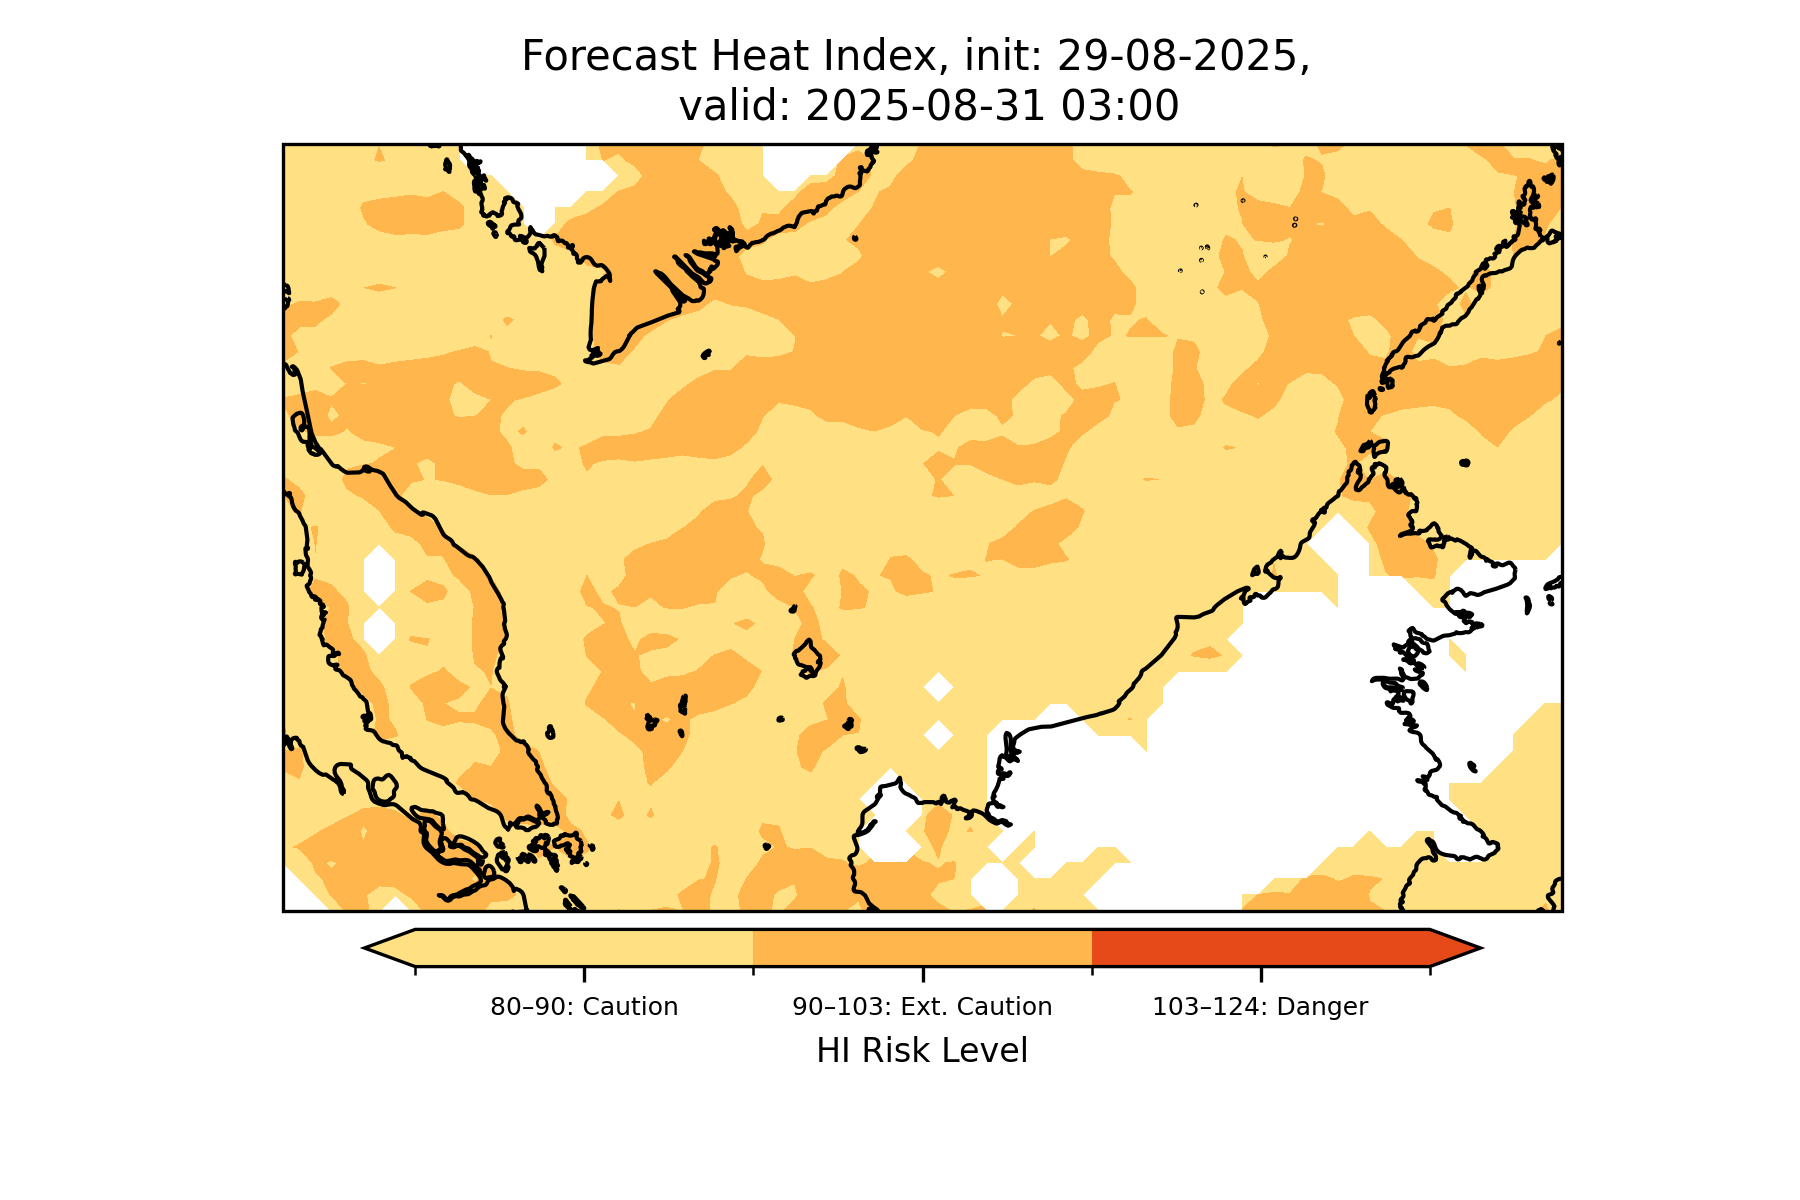 Forecast Heat Index, init: 29-08-2025,
valid: 2025-08-31 03:00
80–90: Caution
90–103: Ext. Caution
103–124: Danger
HI Risk Level